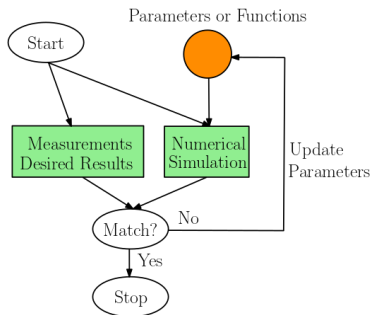 Parameters or Functions
Start
Measurements
Desired Results
Numerical
Simulation
Update
Parameters
Match?
No
Yes
Stop